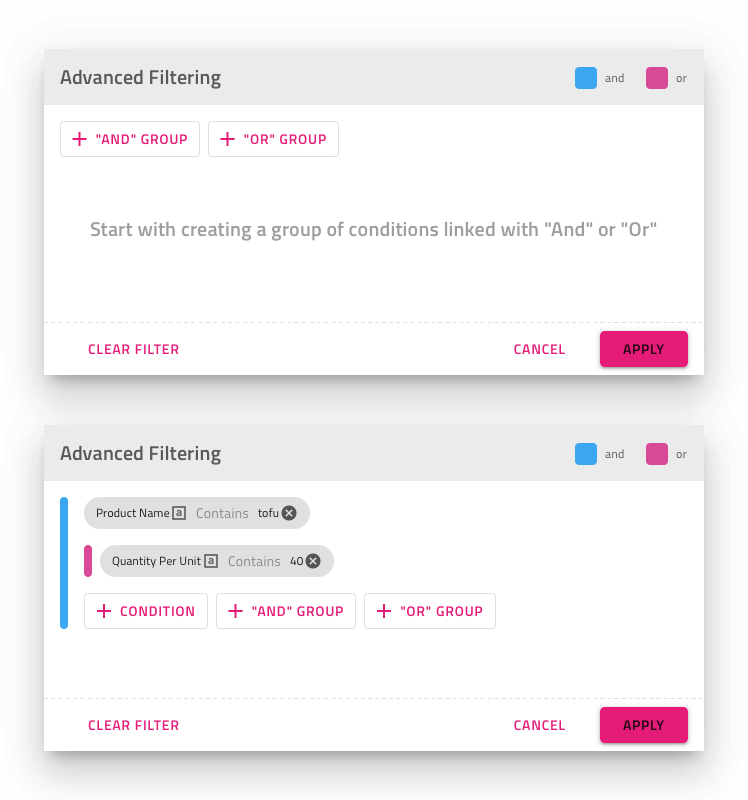 Advanced Filtering and or
"AND" GROUP "OR" GROUP
Start with creating a group of conditions linked with "And" or "Or"
CLEAR FILTER CANCEL APPLY
Advanced Filtering and or
Product Name a Contains tofu
Quantity Per Unit a Contains 40
CONDITION "AND" GROUP "OR" GROUP
CLEAR FILTER CANCEL APPLY